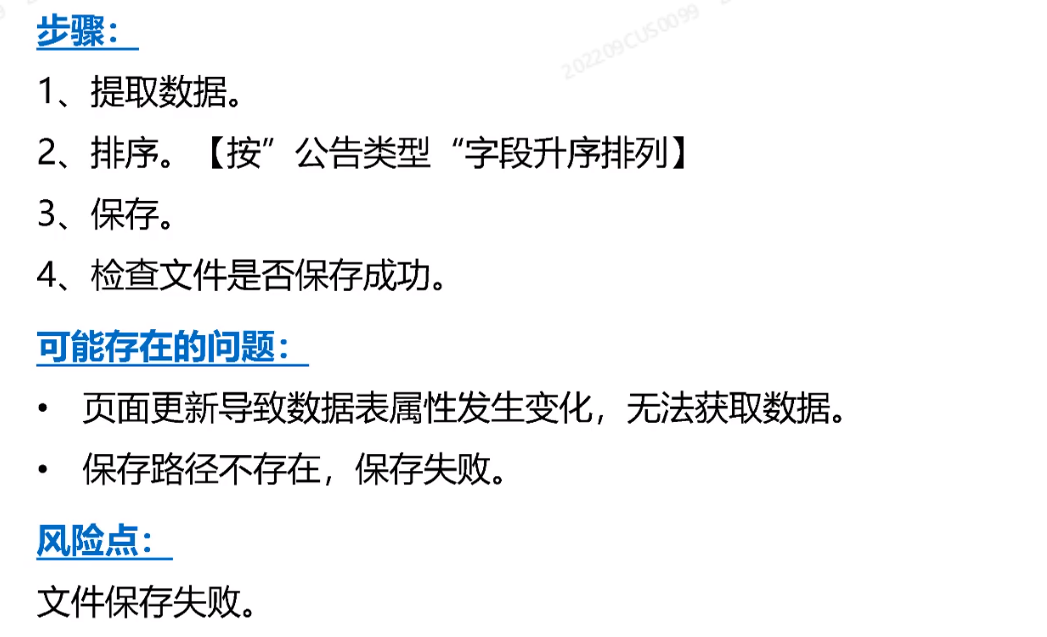 202209CUS0099
步骤：
1、提取数据。
2、排序。【按”公告类型“字段升序排列】
3、保存。
4、检查文件是否保存成功。
可能存在的问题：
• 页面更新导致数据表属性发生变化，无法获取数据。
• 保存路径不存在，保存失败。
风险点：
文件保存失败。